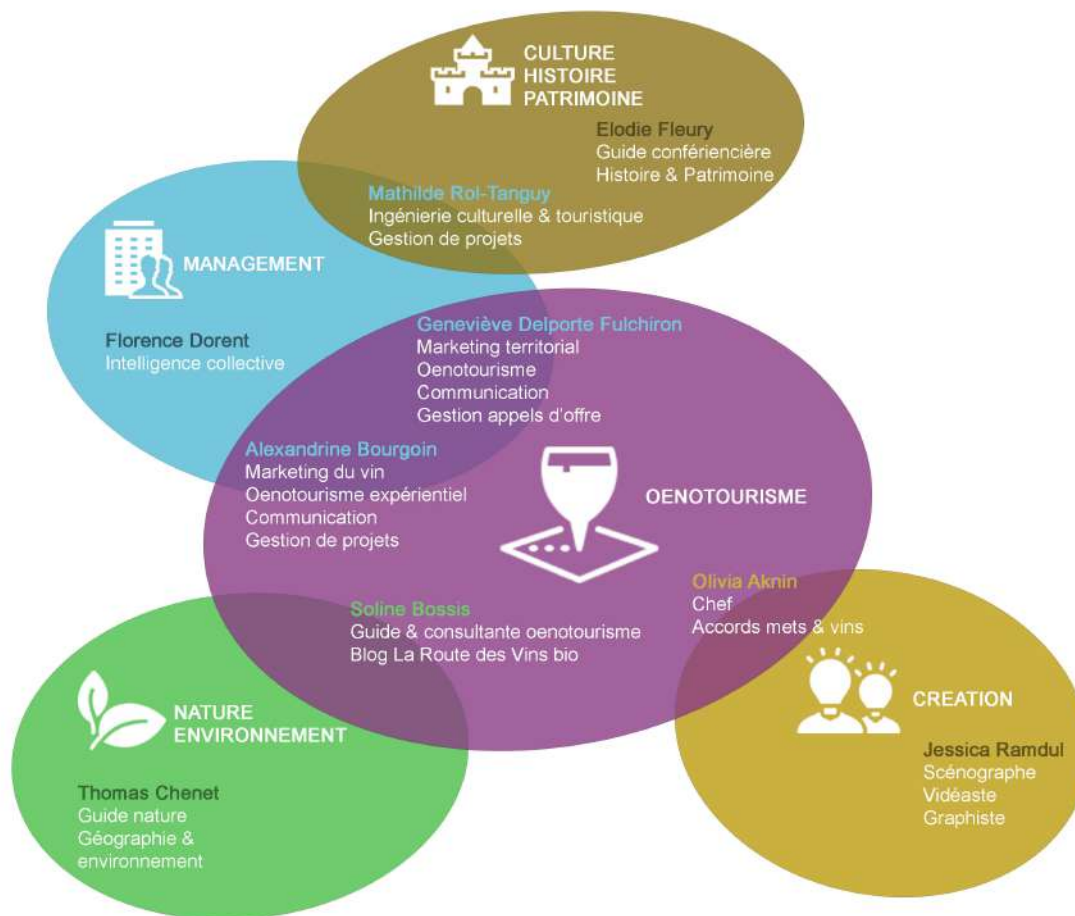 CULTURE
HISTOIRE
PATRIMOINE
Elodie Fleury
Guide confériencière
Histoire & Patrimoine
Mathilde Rol-Tanguy
Ingénierie culturelle & touristique
Gestion de projets
MANAGEMENT
Florence Dorent
Intelligence collective
Geneviève Delporte Fulchiron
Marketing territorial
Oenotourisme
Communication
Gestion appels d'offre
Alexandrine Bourgoin
Marketing du vin
Oenotourisme expérientiel
Communication
Gestion de projets
OENOTOURISME
Olivia Aknin
Chef
Accords mets & vins
Soline Bossis
Guide & consultante oenotourisme
Blog La Route des Vins bio
NATURE
ENVIRONNEMENT
Thomas Chenet
Guide nature
Géographie &
environnement
CREATION
Jessica Ramdul
Scénographe
Vidéaste
Graphiste